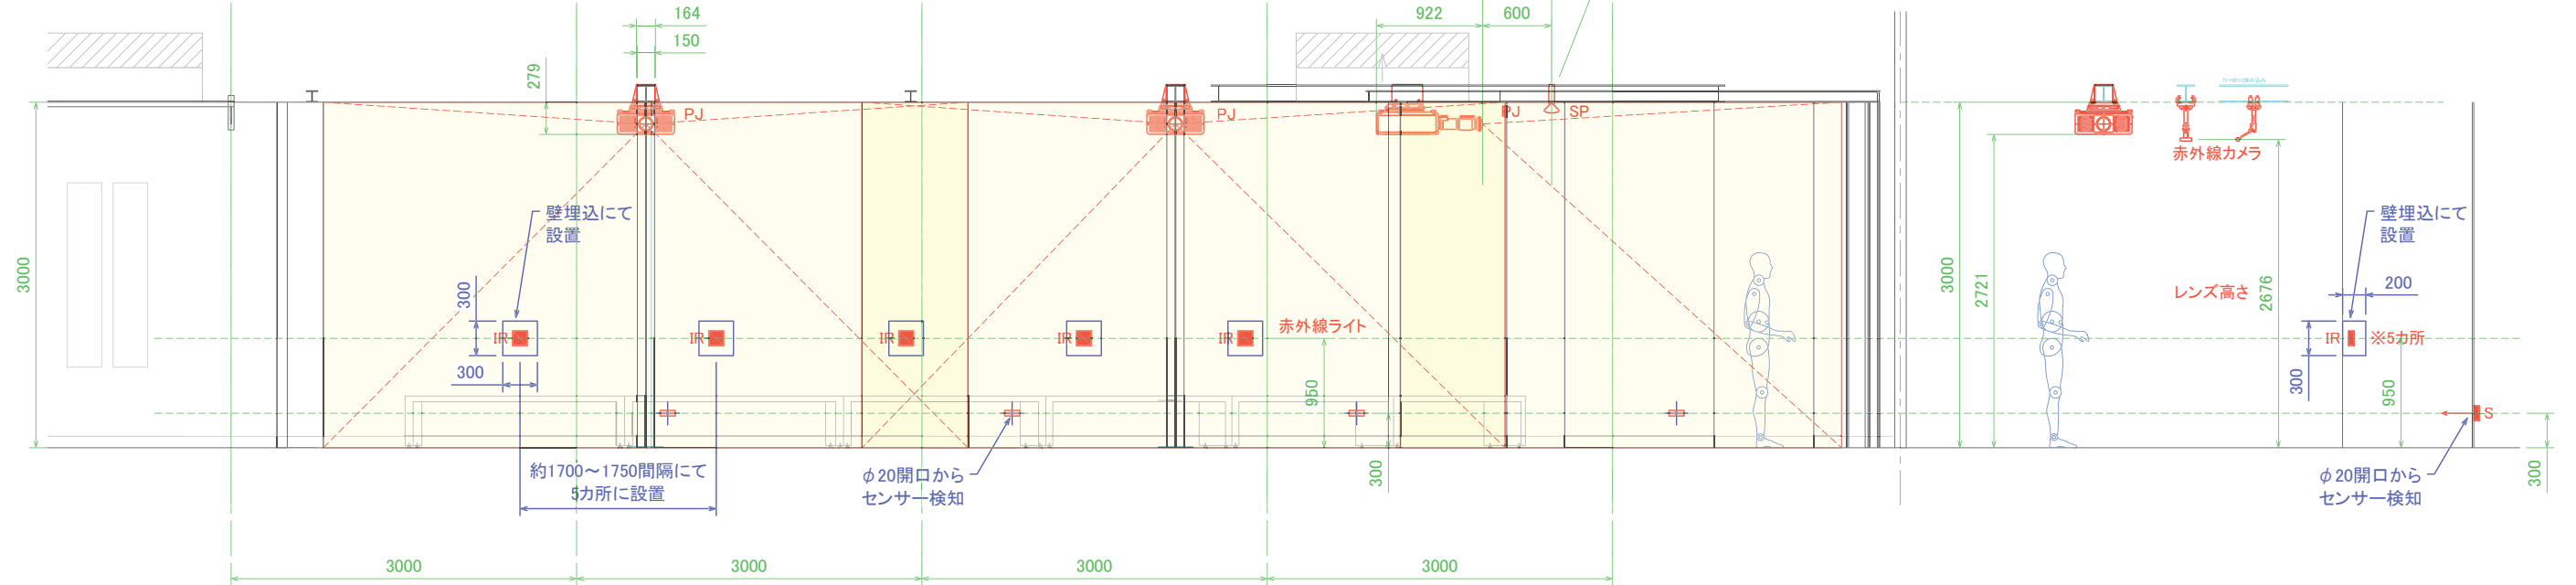 164
150
279
PJ
PJ
922
600
PJ
SP
赤外線カメラ
3000
壁埋込にて
設置
300
IR
300
IR
IR
IR
IR
赤外線ライト
950
300
約1700～1750間隔にて
5カ所に設置
φ20開口から
センサー検知
3000
3000
3000
3000
3000
2721
レンズ高さ
2676
壁埋込にて
設置
200
IR
※5カ所
300
950
S
φ20開口から
センサー検知
300